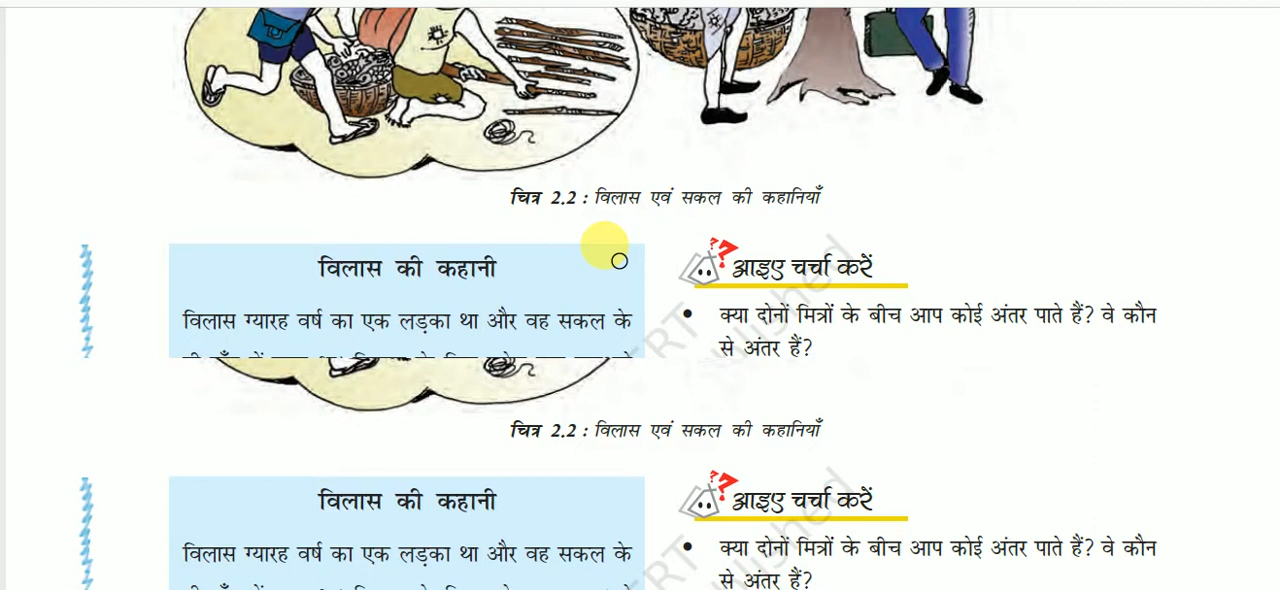 चित्र 2.2 : विलास एवं सकल की कहानियाँ
विलास की कहानी
विलास ग्यारह वर्ष का एक लड़का था और वह सकल के
आइए चर्चा करें
• क्या दोनों मित्रों के बीच आप कोई अंतर पाते हैं? वे कौन
से अंतर हैं?
चित्र 2.2 : विलास एवं सकल की कहानियाँ
विलास की कहानी
विलास ग्यारह वर्ष का एक लड़का था और वह सकल के
आइए चर्चा करें
• क्या दोनों मित्रों के बीच आप कोई अंतर पाते हैं? वे कौन
से अंतर हैं?